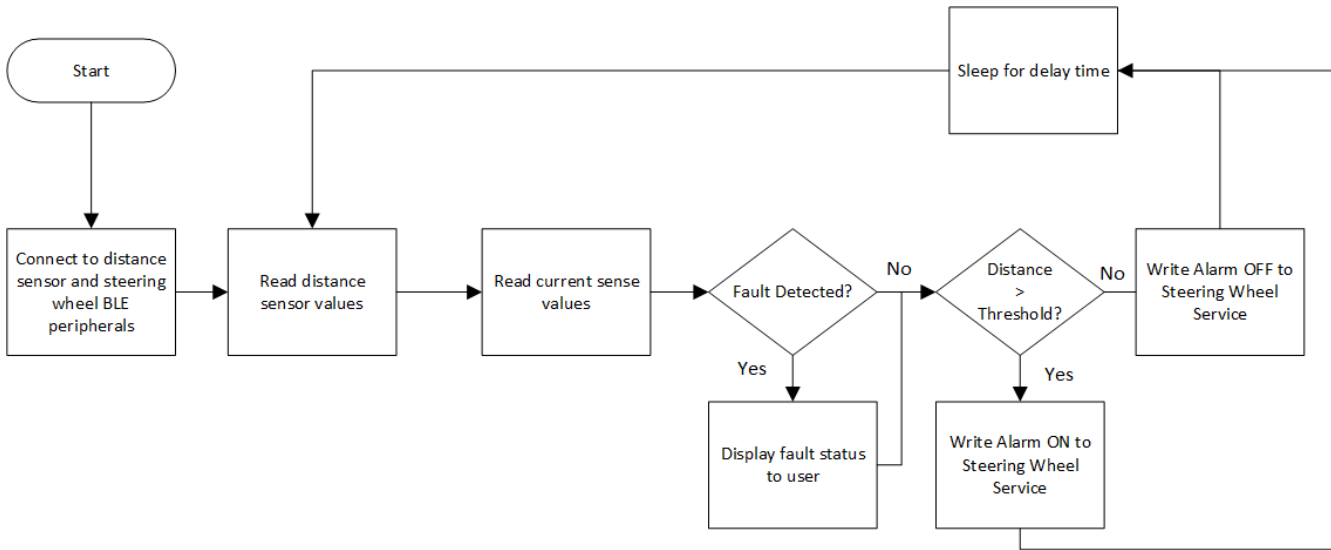 Start
Sleep for delay time
Connect to distance
sensor and steering
wheel BLE
peripherals
Read distance
sensor values
Read current sense
values
Fault Detected?
No
Distance
>
Threshold?
No
Write Alarm OFF to
Steering Wheel
Service
Yes
Yes
Display fault status
to user
Write Alarm ON to
Steering Wheel
Service